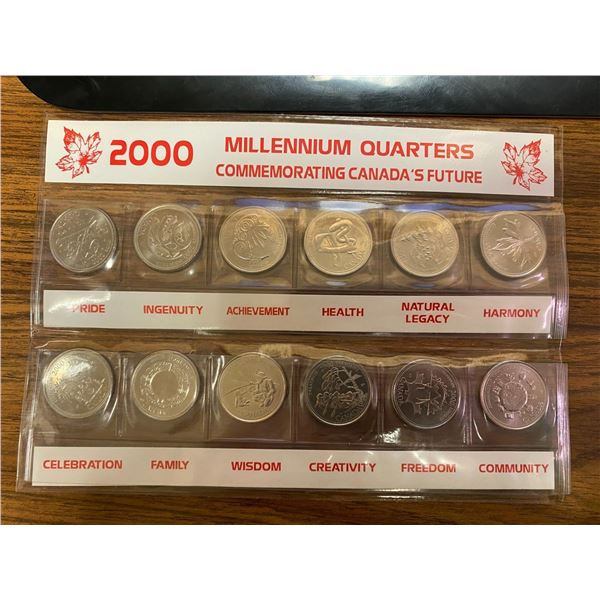 2000 MILLENNIUM QUARTERS
COMMEMORATING CANADA'S FUTURE
PRIDE INGENUITY ACHIEVEMENT HEALTH NATURAL LEGACY HARMONY
CELEBRATION FAMILY WISDOM CREATIVITY FREEDOM COMMUNITY